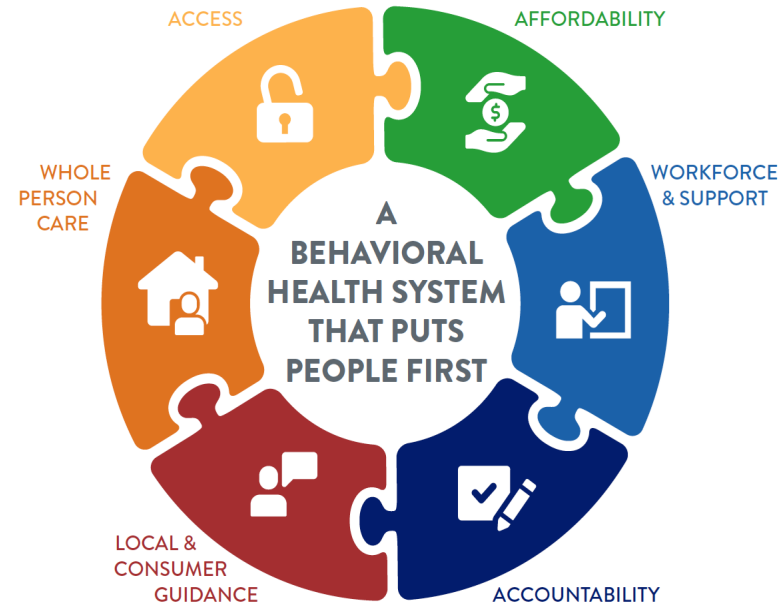 ACCESS
AFFORDABILITY
WHOLE
PERSON
CARE
WORKFORCE
& SUPPORT
A
BEHAVIORAL
HEALTH SYSTEM
THAT PUTS
PEOPLE FIRST
$
LOCAL &
CONSUMER
GUIDANCE
ACCOUNTABILITY